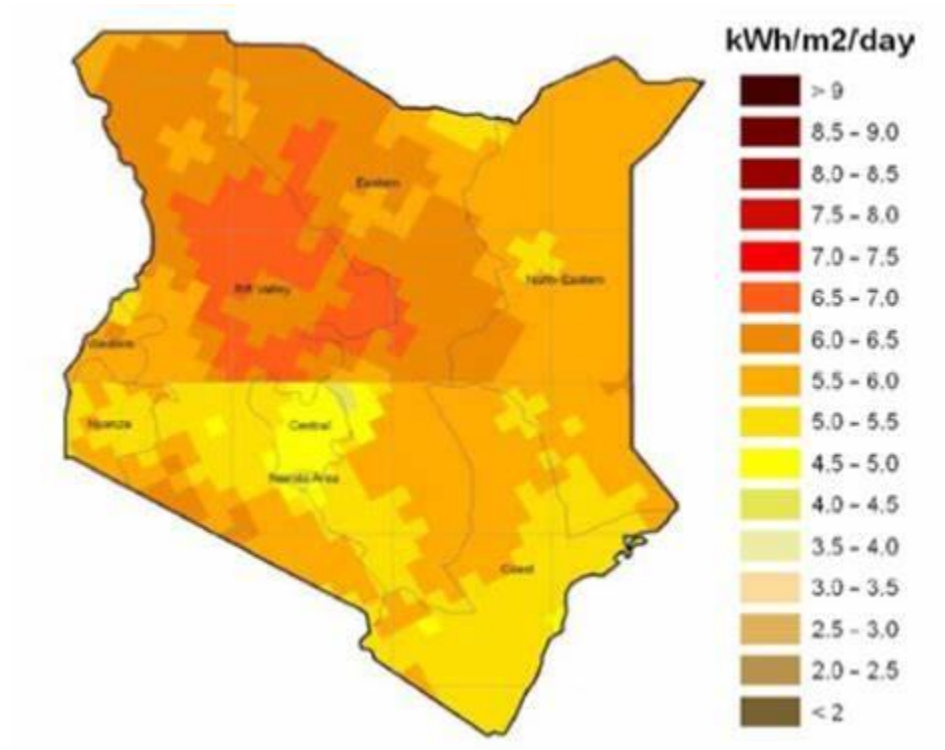 kWh/m2/day
> 9
8.5 - 9.0
8.0 - 8.5
7.5 - 8.0
7.0 - 7.5
6.5 - 7.0
6.0 - 6.5
5.5 - 6.0
5.0 - 5.5
4.5 - 5.0
4.0 - 4.5
3.5 - 4.0
3.0 - 3.5
2.5 - 3.0
2.0 - 2.5
< 2
Eastern
North-Eastern
Rift Valley
Western
Nyanza
Central
Nairobi Area
Coast